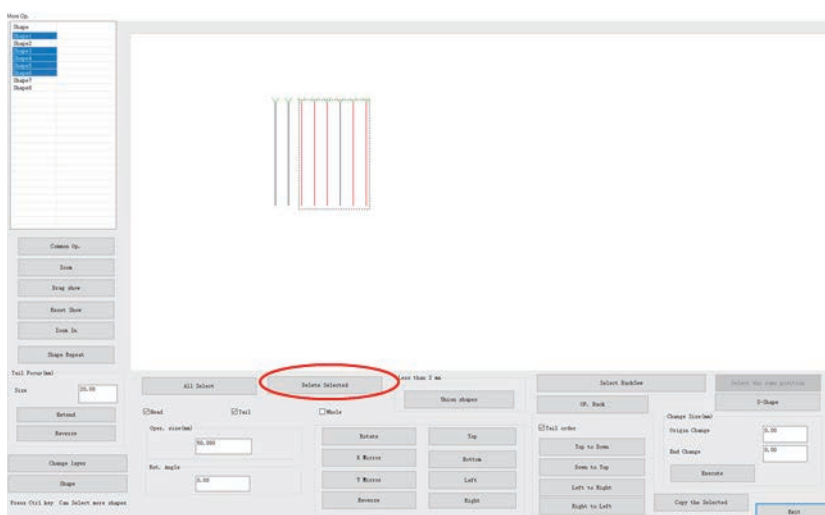 More Op.
Shape
Shape1
Shape2
Shape3
Shape4
Shape5
Shape6
Shape7
Shape8
Common Op.
Zoom
Drag show
Reset Show
Zoom In
Shape Repeat
Tail Focus(mm)
Size
20.00
Extend
Reverse
Change layer
Shape
Press Ctrl key Can Select more shapes
All Select
Delete Selected
Less than 2 mm
Union shapes
Head
Tail
Whole
Oper. size(mm)
50.000
Rot. Angle
0.00
Rotate
Top
X Mirror
Bottom
Y Mirror
Left
Reverse
Right
Select BackSew
Select the same position
OP. Back
S-Shape
Tail order
Top to Down
Down to Top
Left to Right
Right to Left
Change Size(mm)
Origin Change
0.00
End Change
0.00
Execute
Copy the Selected
Exit